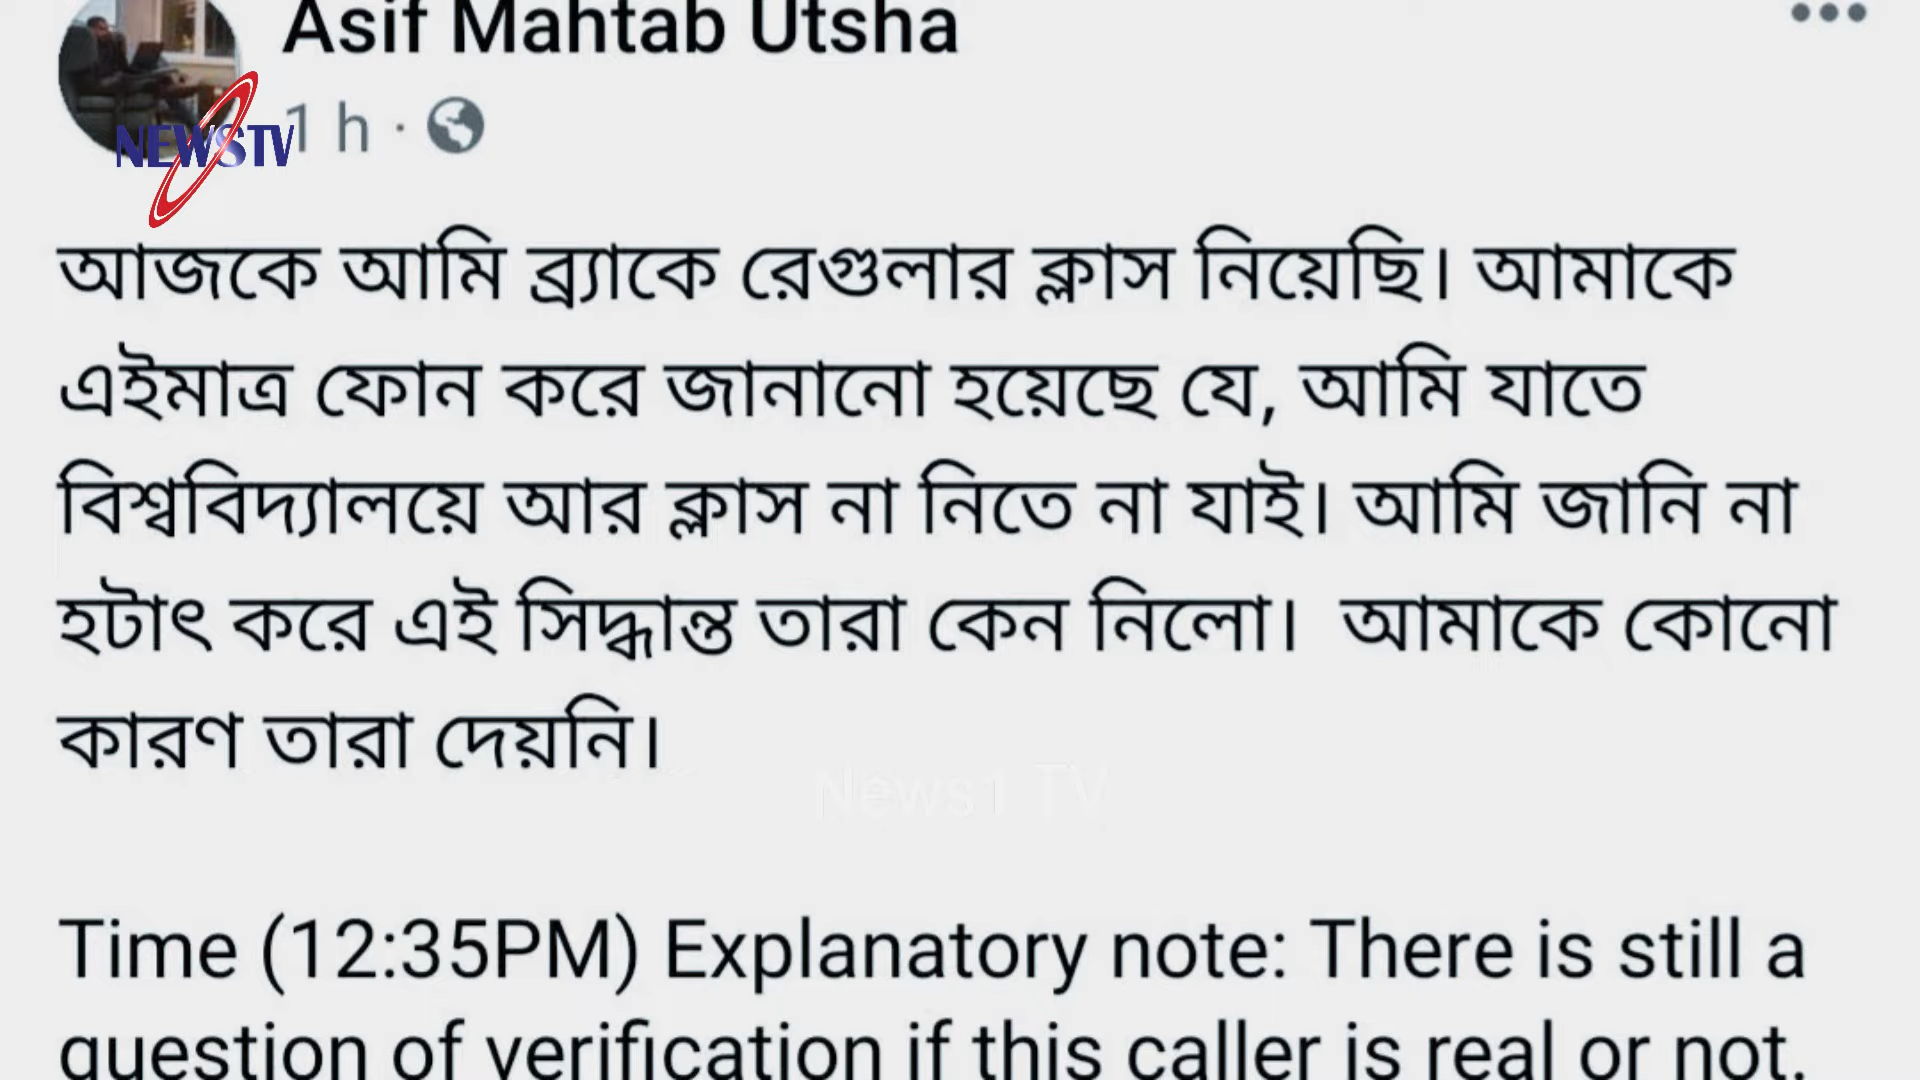 Asif Mahtab Utsha
1 h ·
NEWSTV
আজকে আমি ব্র্যাকে রেগুলার ক্লাস নিয়েছি। আমাকে
এইমাত্র ফোন করে জানানো হয়েছে যে, আমি যাতে
বিশ্ববিদ্যালয়ে আর ক্লাস না নিতে না যাই। আমি জানি না
হটাৎ করে এই সিদ্ধান্ত তারা কেন নিলো। আমাকে কোনো
কারণ তারা দেয়নি।
News1 TV
Time (12:35PM) Explanatory note: There is still a
question of verification if this caller is real or not.